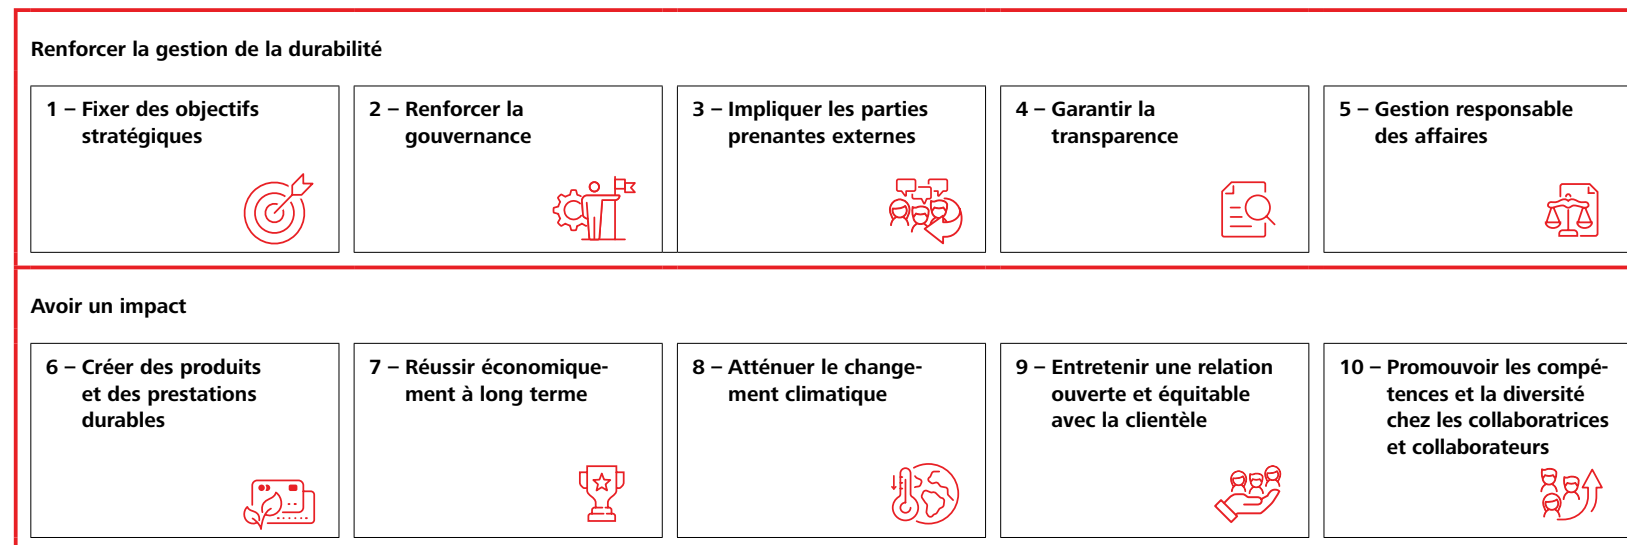 Renforcer la gestion de la durabilité
1 – Fixer des objectifs
stratégiques
2 – Renforcer la
gouvernance
3 – Impliquer les parties
prenantes externes
4 – Garantir la
transparence
5 – Gestion responsable
des affaires
Avoir un impact
6 – Créer des produits
et des prestations
durables
7 – Réussir économique-
ment à long terme
8 – Atténuer le change-
ment climatique
9 – Entretenir une relation
ouverte et équitable
avec la clientèle
10 – Promouvoir les compé-
tences et la diversité
chez les collaboratrices
et collaborateurs